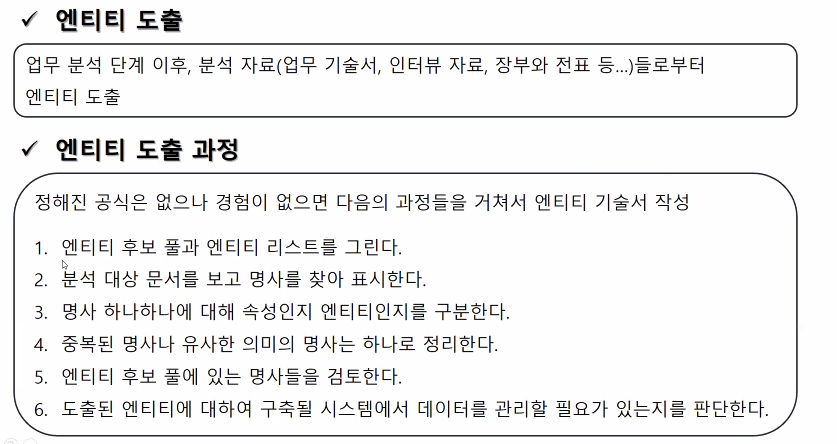 ✓ 엔티티 도출
업무 분석 단계 이후, 분석 자료(업무 기술서, 인터뷰 자료, 장부와 전표 등...)들로부터
엔티티 도출
✓ 엔티티 도출 과정
정해진 공식은 없으나 경험이 없으면 다음의 과정들을 거쳐서 엔티티 기술서 작성
1. 엔티티 후보 풀과 엔티티 리스트를 그린다.
2. 분석 대상 문서를 보고 명사를 찾아 표시한다.
3. 명사 하나하나에 대해 속성인지 엔티티인지를 구분한다.
4. 중복된 명사나 유사한 의미의 명사는 하나로 정리한다.
5. 엔티티 후보 풀에 있는 명사들을 검토한다.
6. 도출된 엔티티에 대하여 구축될 시스템에서 데이터를 관리할 필요가 있는지를 판단한다.